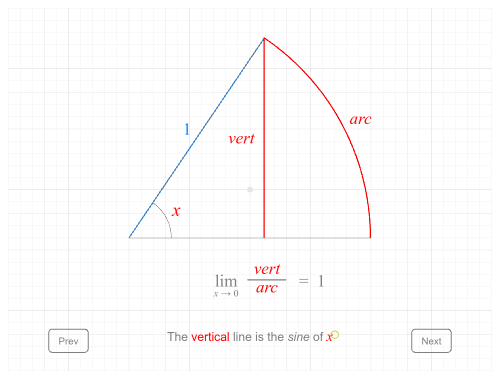 1
vert
arc
x
lim x → 0 vert / arc = 1
Prev
The vertical line is the sine of x
Next